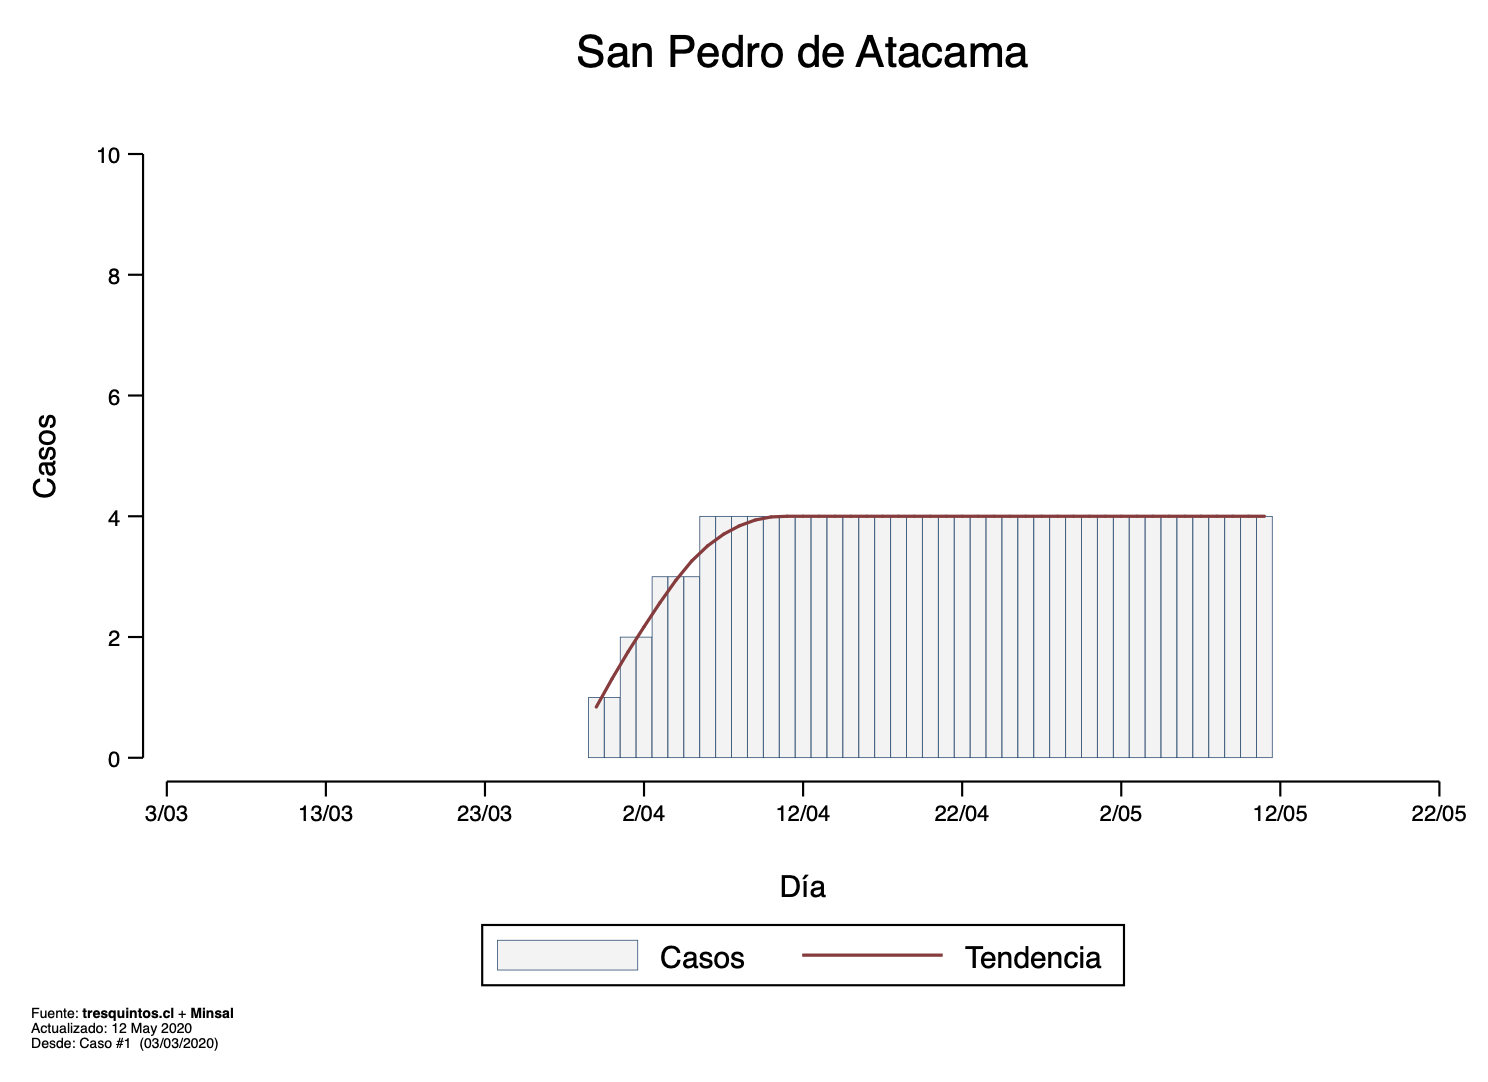 San Pedro de Atacama
10
8
6
4
2
0
Casos
3/03 13/03 23/03 2/04 12/04 22/04 2/05 12/05 22/05
Día
Casos Tendencia
Fuente: tresquintos.cl + Minsal
Actualizado: 12 May 2020
Desde: Caso #1 (03/03/2020)